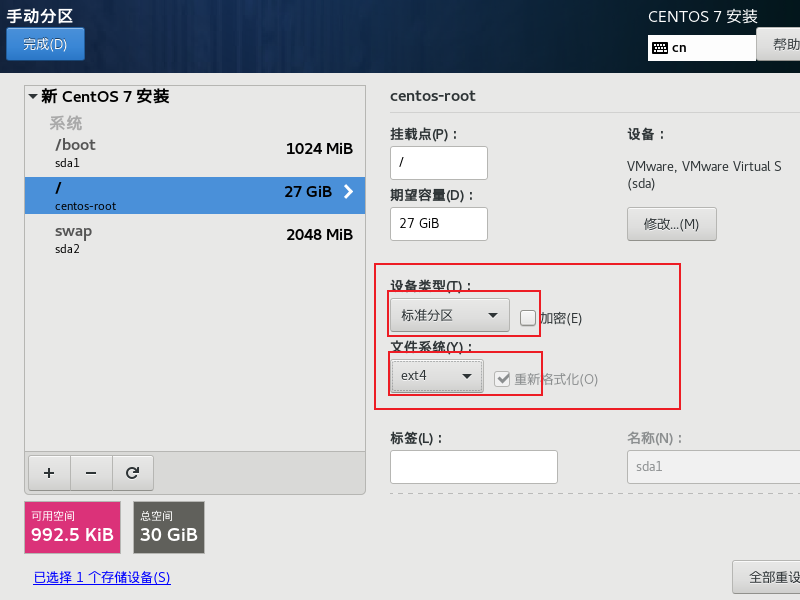 手动分区
CENTOS 7 安装
完成(D)
cn
帮助
新 CentOS 7 安装
系统
/boot
1024 MiB
sda1
/
27 GiB
centos-root
swap
2048 MiB
sda2
centos-root
挂载点(P)：
/
期望容量(D)：
27 GiB
设备：
VMware, VMware Virtual S
(sda)
修改...(M)
设备类型(T)：
标准分区
加密(E)
文件系统(Y)：
ext4
重新格式化(O)
标签(L)：
名称(N)：
sda1
可用空间
992.5 KiB
总空间
30 GiB
已选择 1 个存储设备(S)
全部重设